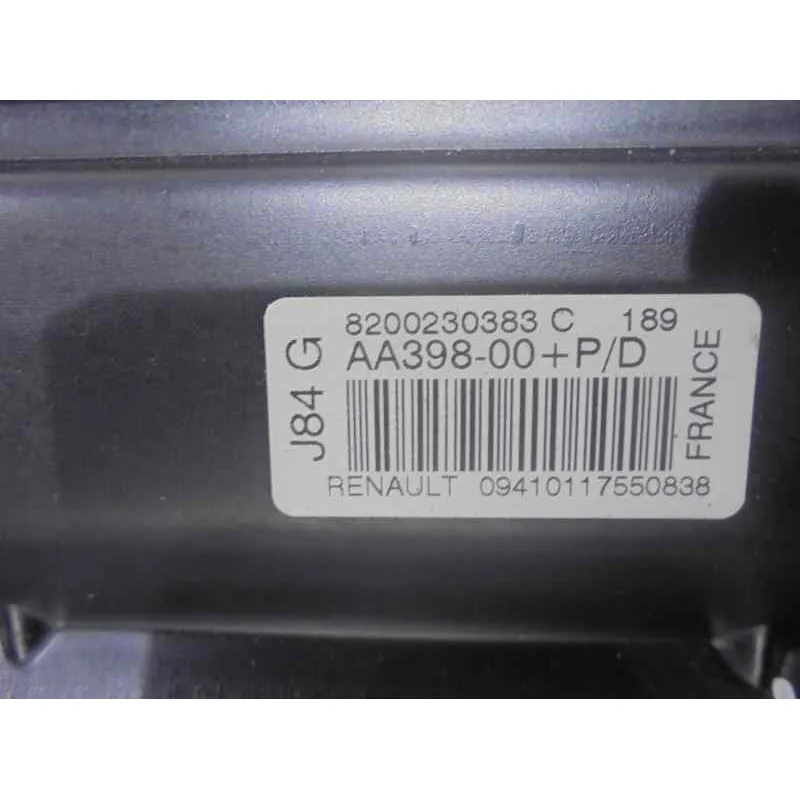 8200230383 C 189
AA398-00+P/D
J84 G
FRANCE
RENAULT 09410117550838